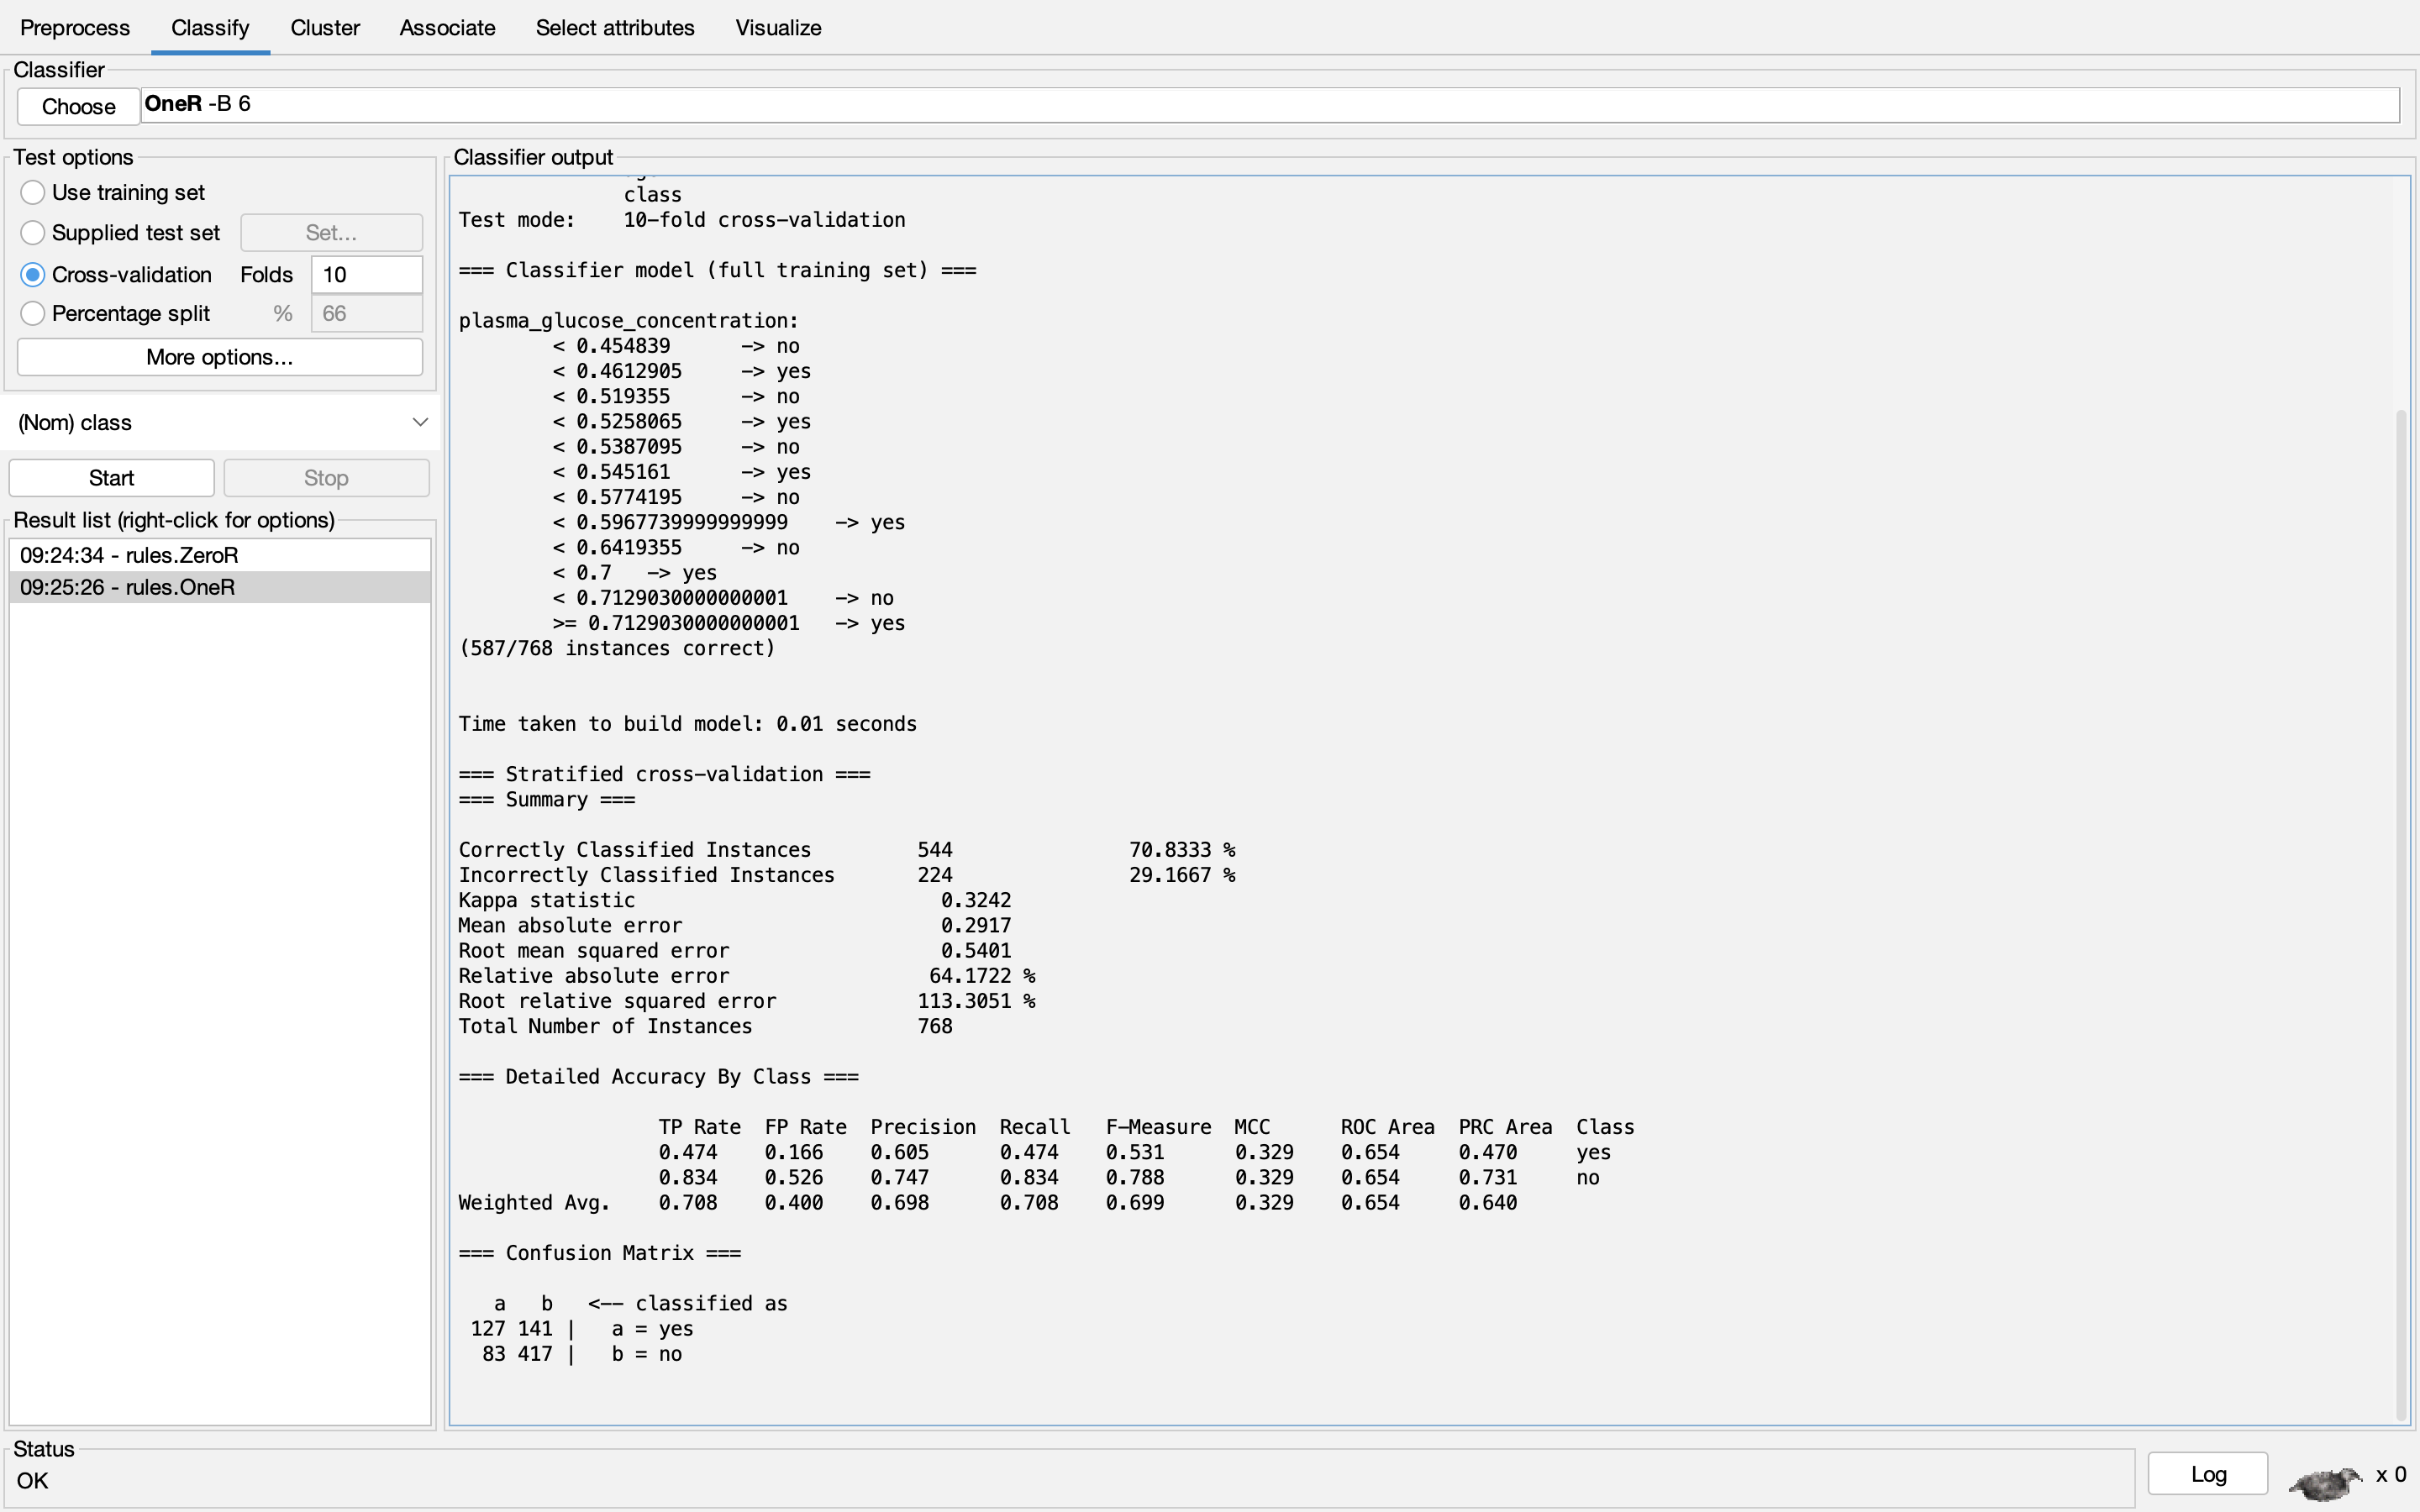 Preprocess Classify Cluster Associate Select attributes Visualize
Classifier
Choose OneR -B 6
Test options
Use training set
Supplied test set Set...
Cross-validation Folds 10
Percentage split % 66
More options...
(Nom) class
Start Stop
Result list (right-click for options)
09:24:34 - rules.ZeroR
09:25:26 - rules.OneR
Classifier output
class
Test mode: 10-fold cross-validation
=== Classifier model (full training set) ===
plasma_glucose_concentration:
< 0.454839 -> no
< 0.4612905 -> yes
< 0.519355 -> no
< 0.5258065 -> yes
< 0.5387095 -> no
< 0.545161 -> yes
< 0.5774195 -> no
< 0.5967739999999999 -> yes
< 0.6419355 -> no
< 0.7 -> yes
< 0.7129030000000001 -> no
>= 0.7129030000000001 -> yes
(587/768 instances correct)
Time taken to build model: 0.01 seconds
=== Stratified cross-validation ===
=== Summary ===
Correctly Classified Instances 544 70.8333 %
Incorrectly Classified Instances 224 29.1667 %
Kappa statistic 0.3242
Mean absolute error 0.2917
Root mean squared error 0.5401
Relative absolute error 64.1722 %
Root relative squared error 113.3051 %
Total Number of Instances 768
=== Detailed Accuracy By Class ===
TP Rate FP Rate Precision Recall F-Measure MCC ROC Area PRC Area Class
0.474 0.166 0.605 0.474 0.531 0.329 0.654 0.470 yes
0.834 0.526 0.747 0.834 0.788 0.329 0.654 0.731 no
Weighted Avg. 0.708 0.400 0.698 0.708 0.699 0.329 0.654 0.640
=== Confusion Matrix ===
a b <-- classified as
127 141 | a = yes
83 417 | b = no
Status
OK
Log x 0